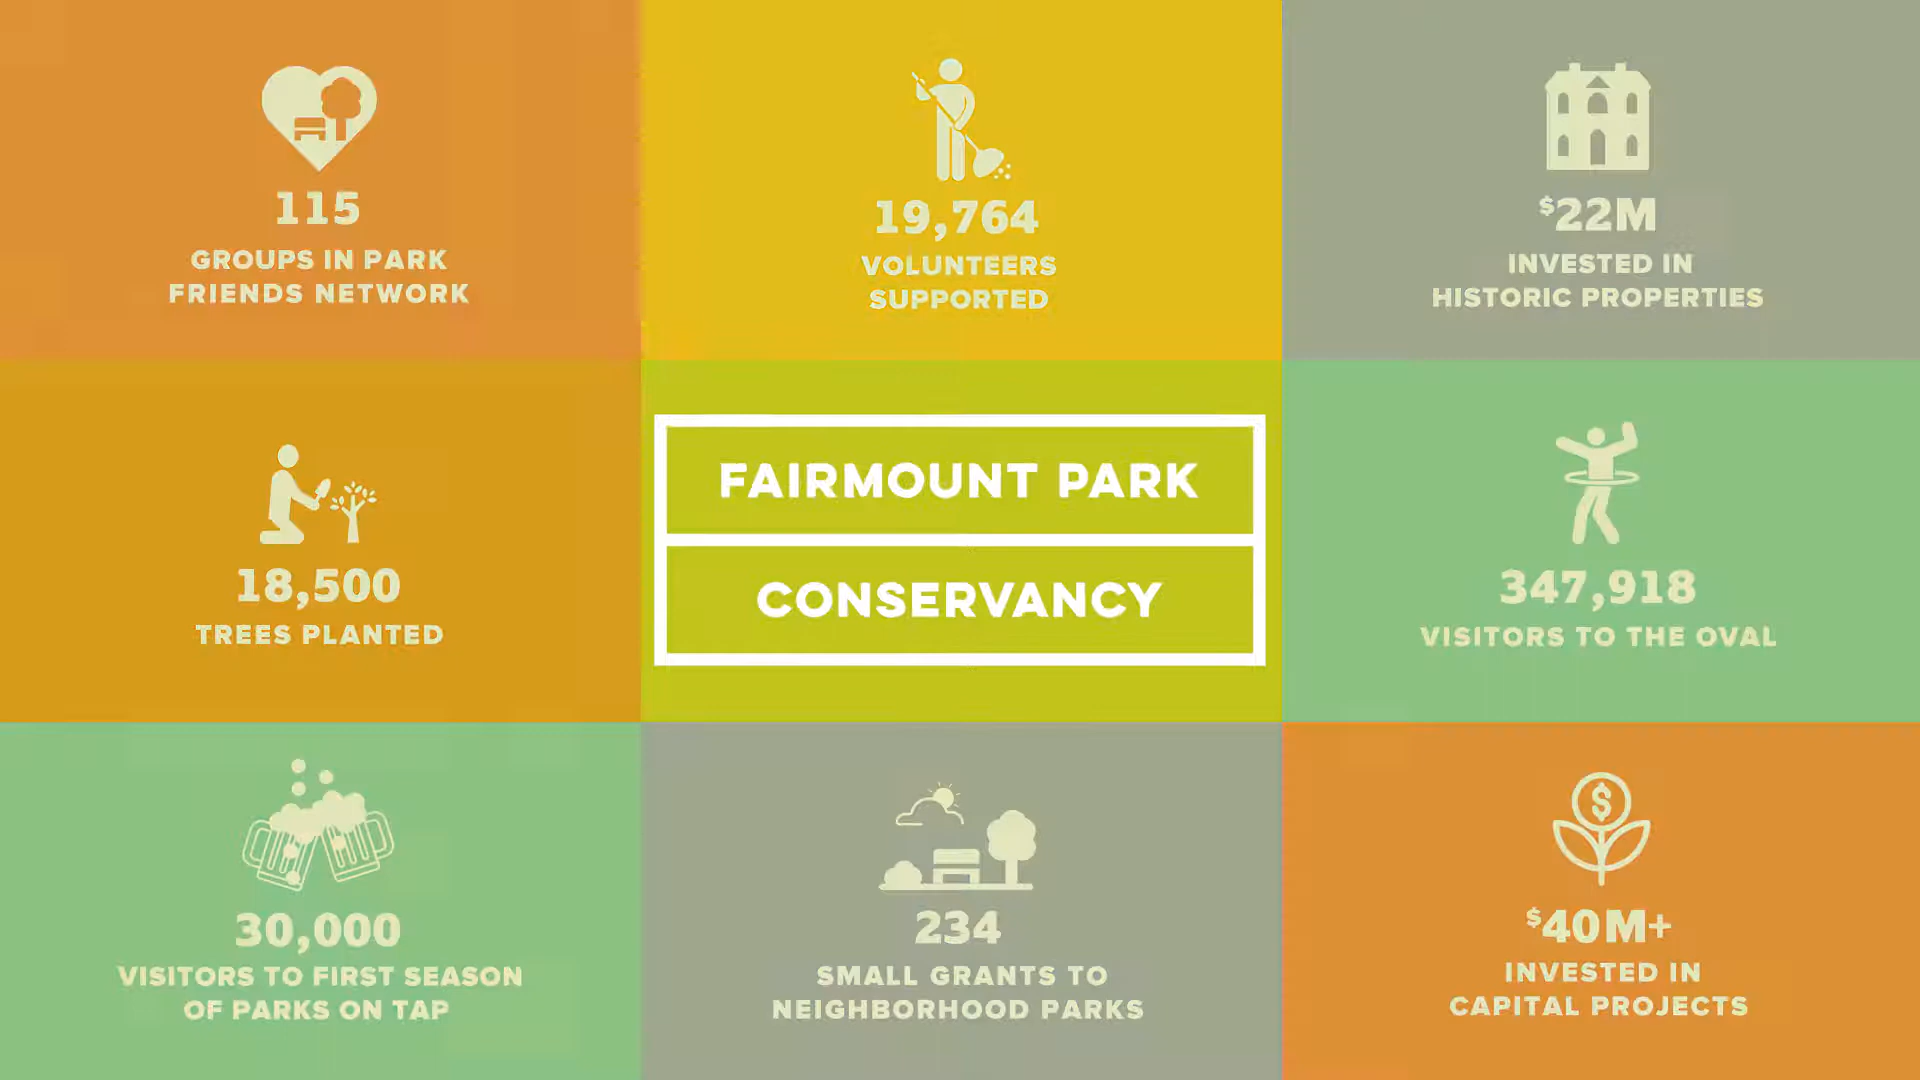 115
GROUPS IN PARK
FRIENDS NETWORK
19,764
VOLUNTEERS
SUPPORTED
$22M
INVESTED IN
HISTORIC PROPERTIES
18,500
TREES PLANTED
FAIRMOUNT PARK
CONSERVANCY
347,918
VISITORS TO THE OVAL
30,000
VISITORS TO FIRST SEASON
OF PARKS ON TAP
234
SMALL GRANTS TO
NEIGHBORHOOD PARKS
$
$40M+
INVESTED IN
CAPITAL PROJECTS